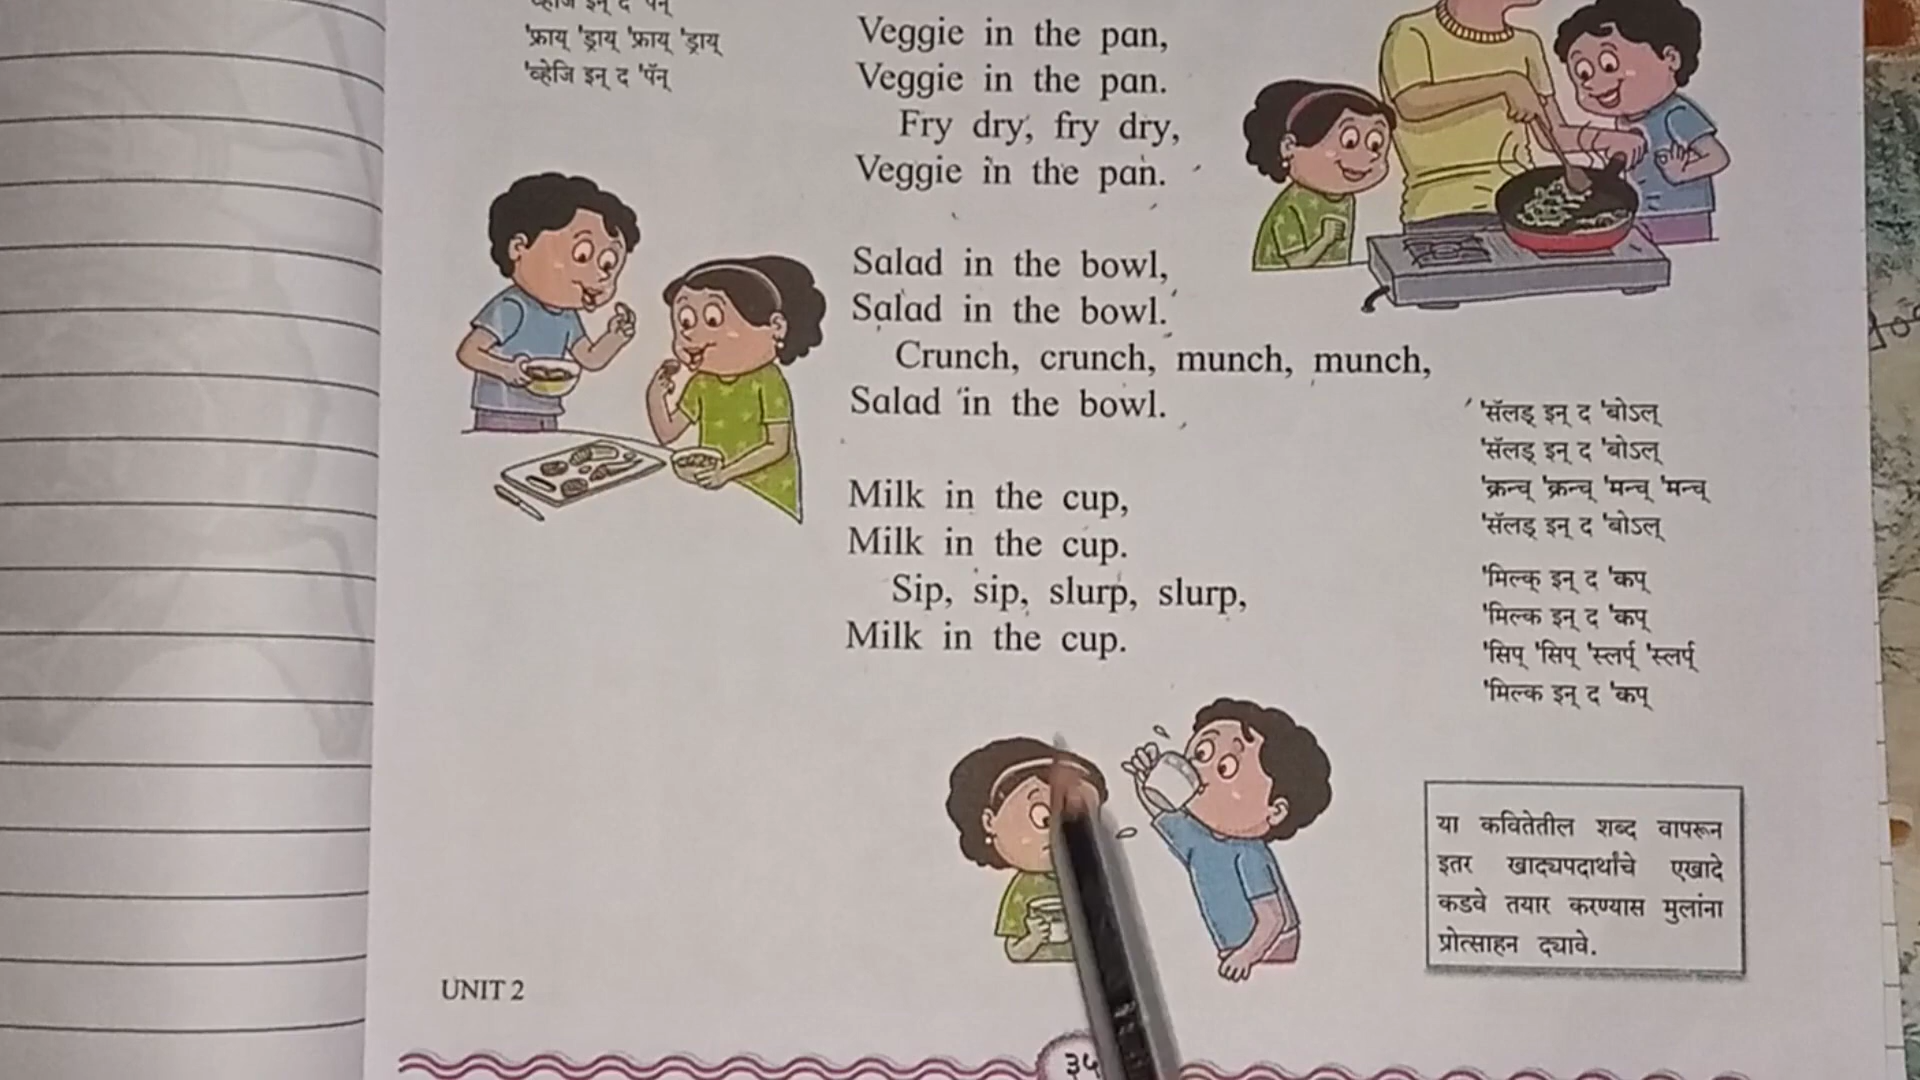 'फ्राय् 'ड्राय् 'फ्राय् 'ड्राय्
'व्हेजि इन् द 'पॅन्
Veggie in the pan,
Veggie in the pan.
Fry dry, fry dry,
Veggie in the pan.
Salad in the bowl,
Salad in the bowl.
Crunch, crunch, munch, munch,
Salad in the bowl.
Milk in the cup,
Milk in the cup.
Sip, sip, slurp, slurp,
Milk in the cup.
'सॅलड् इन् द 'बोऽल्
'सॅलड् इन् द 'बोऽल्
'क्रन्च् 'क्रन्च् 'मन्च् 'मन्च्
'सॅलड् इन् द 'बोऽल्
'मिल्क् इन् द 'कप्
'मिल्क इन् द 'कप्
'सिप् 'सिप् 'स्लर्प् 'स्लर्प्
'मिल्क इन् द 'कप्
या कवितेतील शब्द वापरून
इतर खाद्यपदार्थांचे एखादे
कडवे तयार करण्यास मुलांना
प्रोत्साहन द्यावे.
UNIT 2
३५